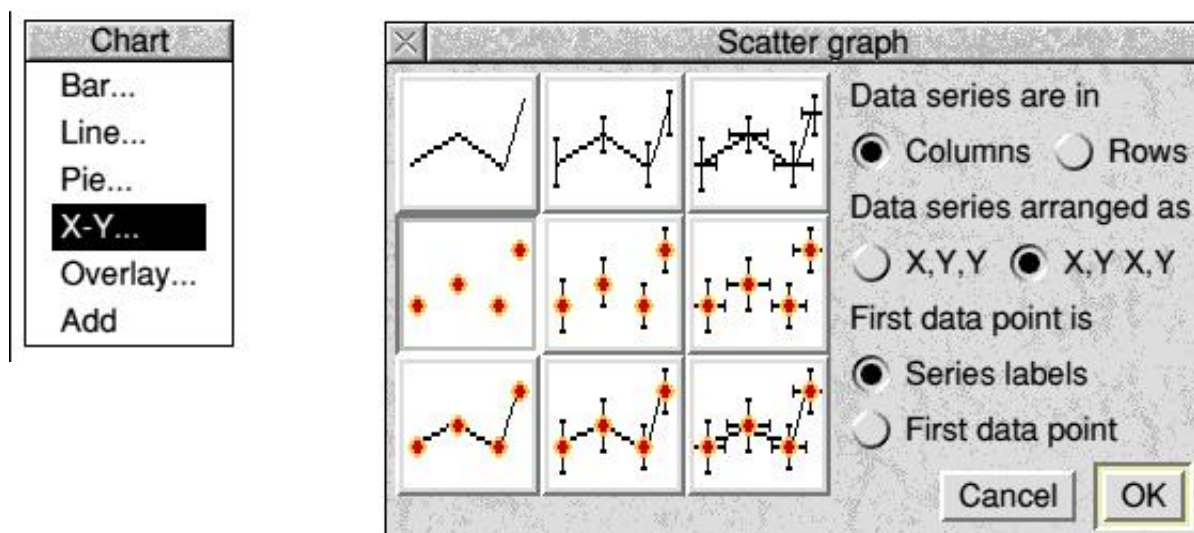 Chart
Bar...
Line...
Pie...
X-Y...
Overlay...
Add
Scatter graph
Data series are in
Columns Rows
Data series arranged as
X,Y,Y X,Y X,Y
First data point is
Series labels
First data point
Cancel OK